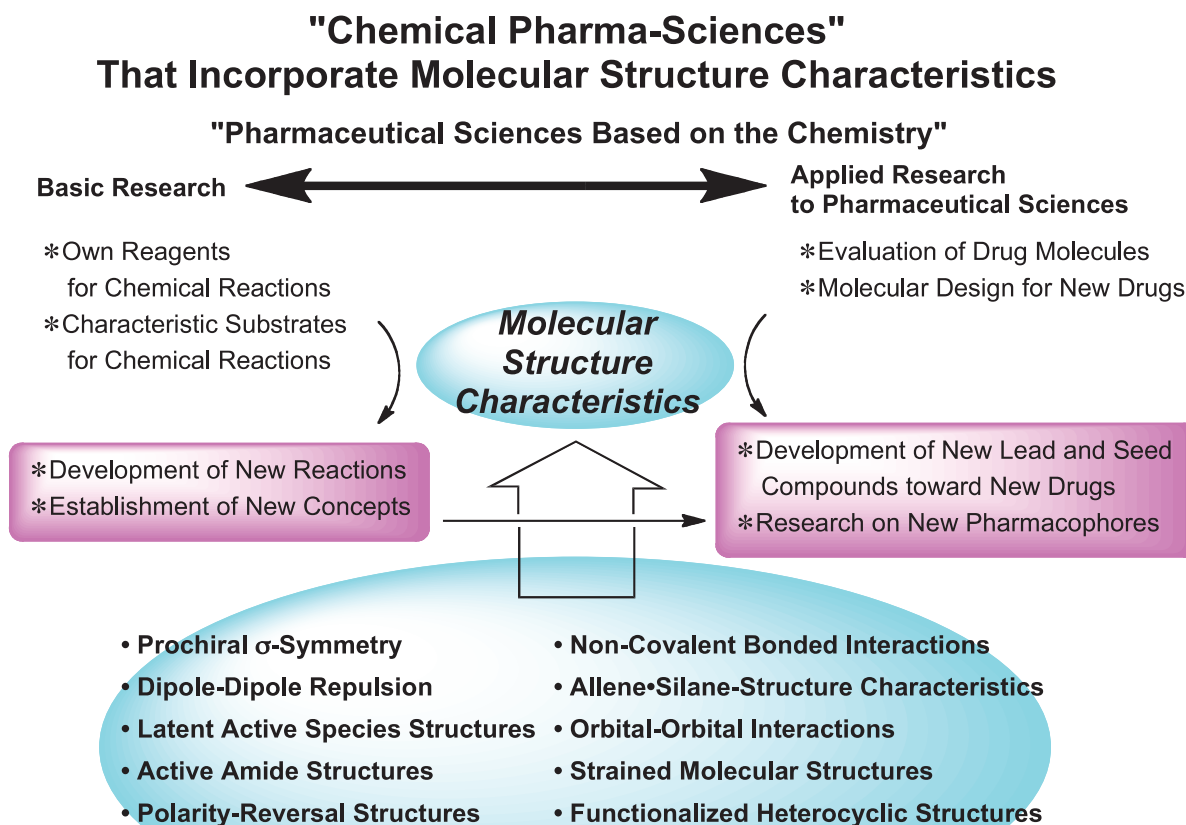 "Chemical Pharma-Sciences"
That Incorporate Molecular Structure Characteristics
"Pharmaceutical Sciences Based on the Chemistry"
Basic Research
Applied Research
to Pharmaceutical Sciences
*Own Reagents
for Chemical Reactions
*Characteristic Substrates
for Chemical Reactions
*Evaluation of Drug Molecules
*Molecular Design for New Drugs
Molecular
Structure
Characteristics
*Development of New Reactions
*Establishment of New Concepts
*Development of New Lead and Seed
Compounds toward New Drugs
*Research on New Pharmacophores
• Prochiral σ-Symmetry
• Dipole-Dipole Repulsion
• Latent Active Species Structures
• Active Amide Structures
• Polarity-Reversal Structures
• Non-Covalent Bonded Interactions
• Allene•Silane-Structure Characteristics
• Orbital-Orbital Interactions
• Strained Molecular Structures
• Functionalized Heterocyclic Structures